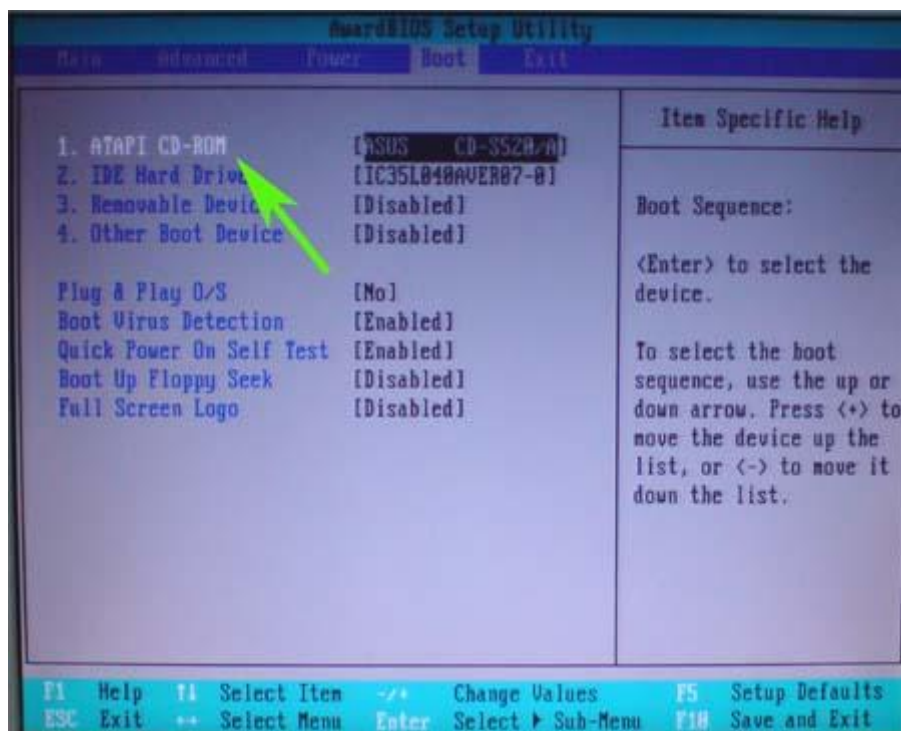 AwardBIOS Setup Utility
Main Advanced Power Boot Exit
1. ATAPI CD-ROM [ASUS CD-S520/A]
2. IDE Hard Drive [IC35L040AVER07-0]
3. Removable Device [Disabled]
4. Other Boot Device [Disabled]
Plug & Play O/S [No]
Boot Virus Detection [Enabled]
Quick Power On Self Test [Enabled]
Boot Up Floppy Seek [Disabled]
Full Screen Logo [Disabled]
Item Specific Help
Boot Sequence:
<Enter> to select the
device.
To select the boot
sequence, use the up or
down arrow. Press <+> to
move the device up the
list, or <-> to move it
down the list.
F1 Help ↑↓ Select Item -/+ Change Values F5 Setup Defaults
ESC Exit ↔ Select Menu Enter Select ▶ Sub-Menu F10 Save and Exit